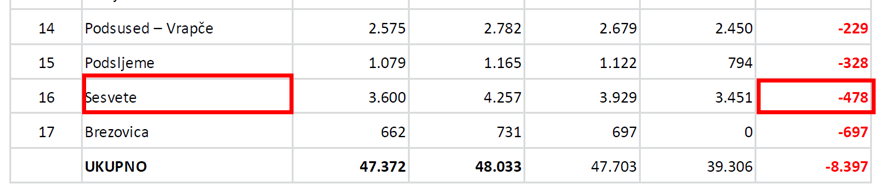 14 Podsused – Vrapče 2.575 2.782 2.679 2.450 -229
15 Podsljeme 1.079 1.165 1.122 794 -328
16 Sesvete 3.600 4.257 3.929 3.451 -478
17 Brezovica 662 731 697 0 -697
UKUPNO 47.372 48.033 47.703 39.306 -8.397